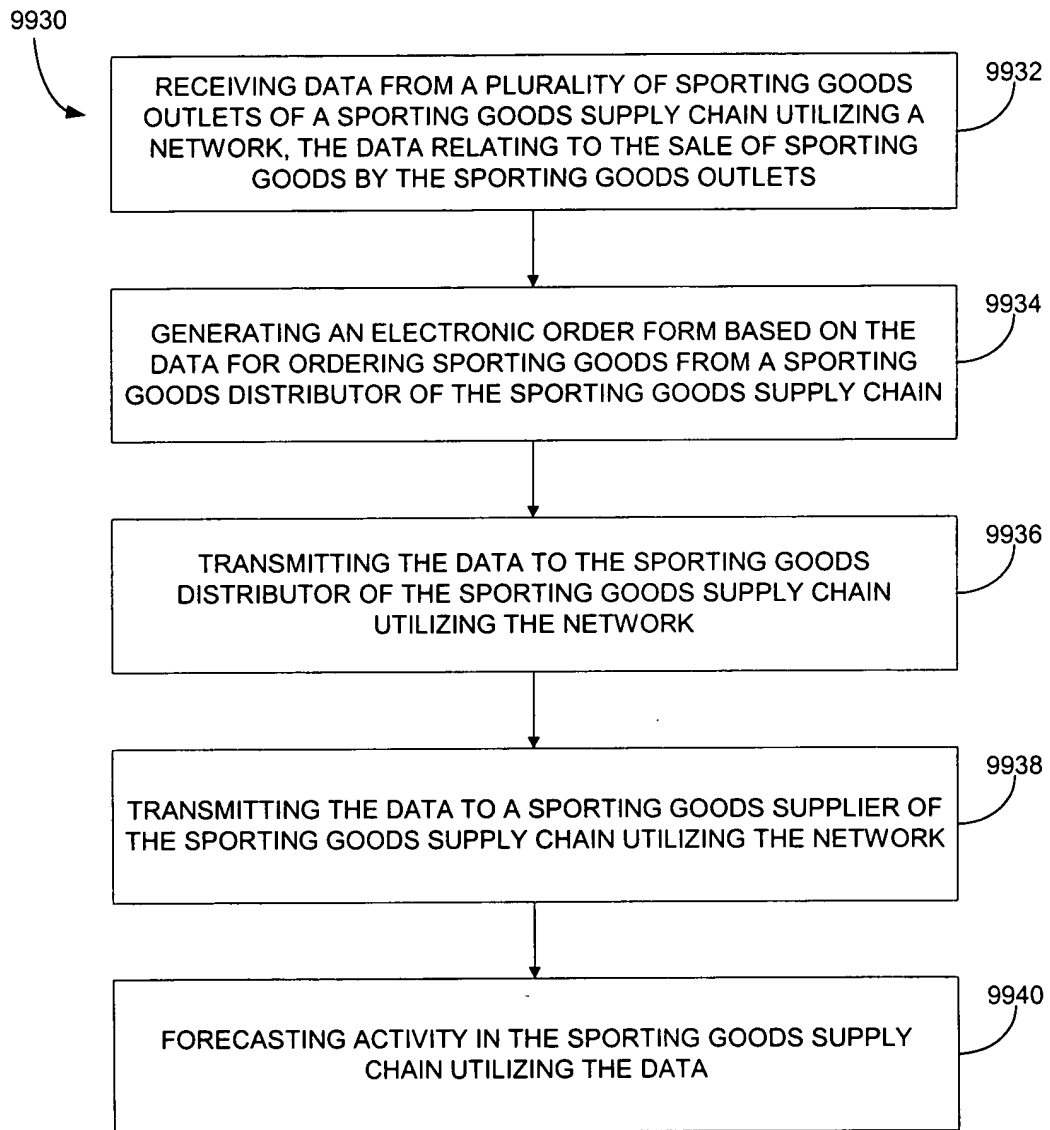 9930
RECEIVING DATA FROM A PLURALITY OF SPORTING GOODS
OUTLETS OF A SPORTING GOODS SUPPLY CHAIN UTILIZING A
NETWORK, THE DATA RELATING TO THE SALE OF SPORTING
GOODS BY THE SPORTING GOODS OUTLETS
9932
GENERATING AN ELECTRONIC ORDER FORM BASED ON THE
DATA FOR ORDERING SPORTING GOODS FROM A SPORTING
GOODS DISTRIBUTOR OF THE SPORTING GOODS SUPPLY CHAIN
9934
TRANSMITTING THE DATA TO THE SPORTING GOODS
DISTRIBUTOR OF THE SPORTING GOODS SUPPLY CHAIN
UTILIZING THE NETWORK
9936
TRANSMITTING THE DATA TO A SPORTING GOODS SUPPLIER OF
THE SPORTING GOODS SUPPLY CHAIN UTILIZING THE NETWORK
9938
FORECASTING ACTIVITY IN THE SPORTING GOODS SUPPLY
CHAIN UTILIZING THE DATA
9940